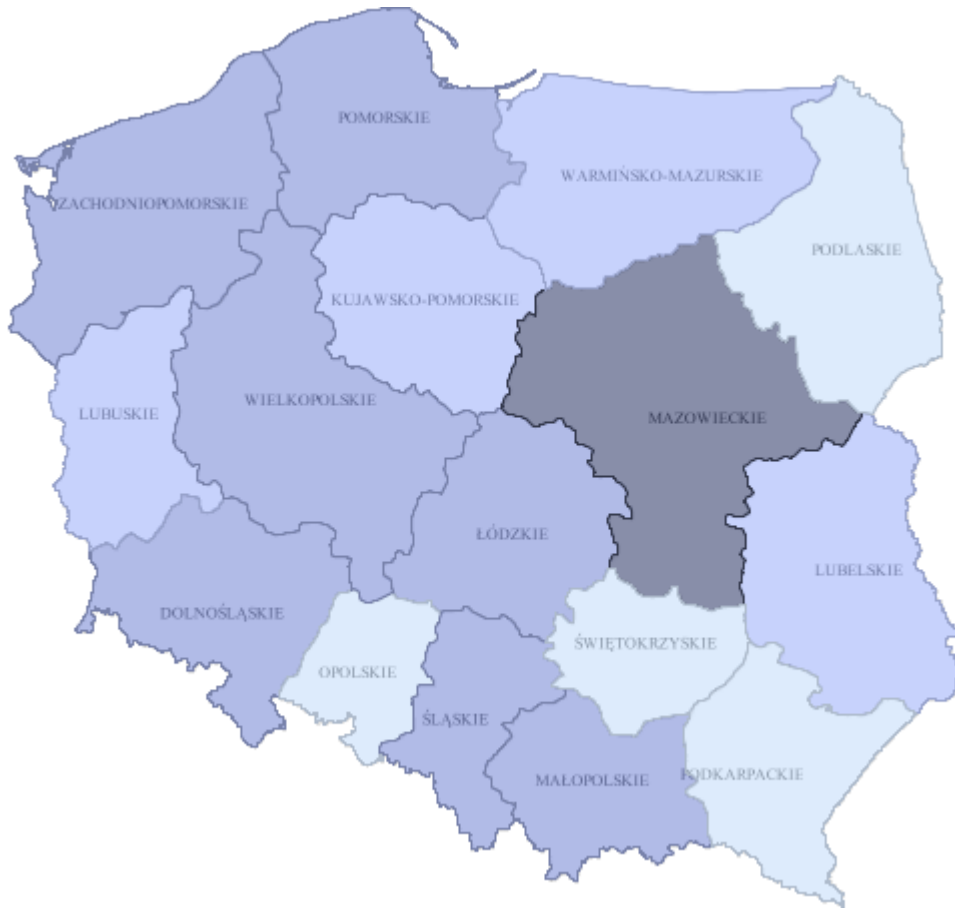 POMORSKIE
WARMIŃSKO-MAZURSKIE
ZACHODNIOPOMORSKIE
PODLASKIE
KUJAWSKO-POMORSKIE
LUBUSKIE
WIELKOPOLSKIE
MAZOWIECKIE
ŁÓDZKIE
LUBELSKIE
DOLNOŚLĄSKIE
ŚWIĘTOKRZYSKIE
OPOLSKIE
ŚLĄSKIE
MAŁOPOLSKIE
PODKARPACKIE